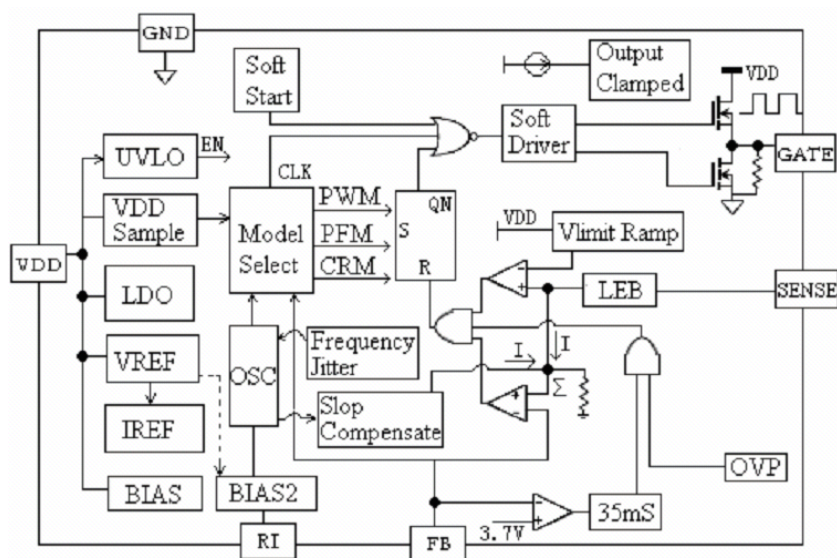 GND
Soft
Start
Output
Clamped
VDD
Soft
Driver
UVLO
EN
GATE
CLK
VDD
Sample
PWM
QN
Model
Select
PFM
S
CRM
R
VDD
Vlimit Ramp
VDD
-
+
LEB
SENSE
LDO
VREF
OSC
Frequency
Jitter
I
I
Σ
+
-
IREF
Slop
Compensate
BIAS
BIAS2
OVP
-
+
3.7V
35mS
RI
FB